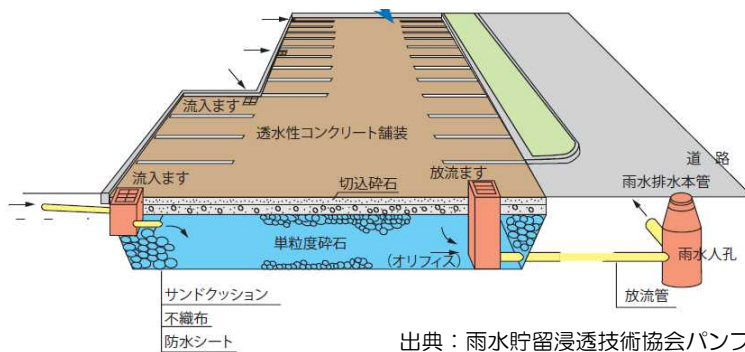 流入ます
透水性コンクリート舗装
流入ます
切込砕石
放流ます
道 路
雨水排水本管
単粒度砕石
(オリフィス)
雨水人孔
放流管
サンドクッション
不織布
防水シート
出典:雨水貯留浸透技術協会パンフ